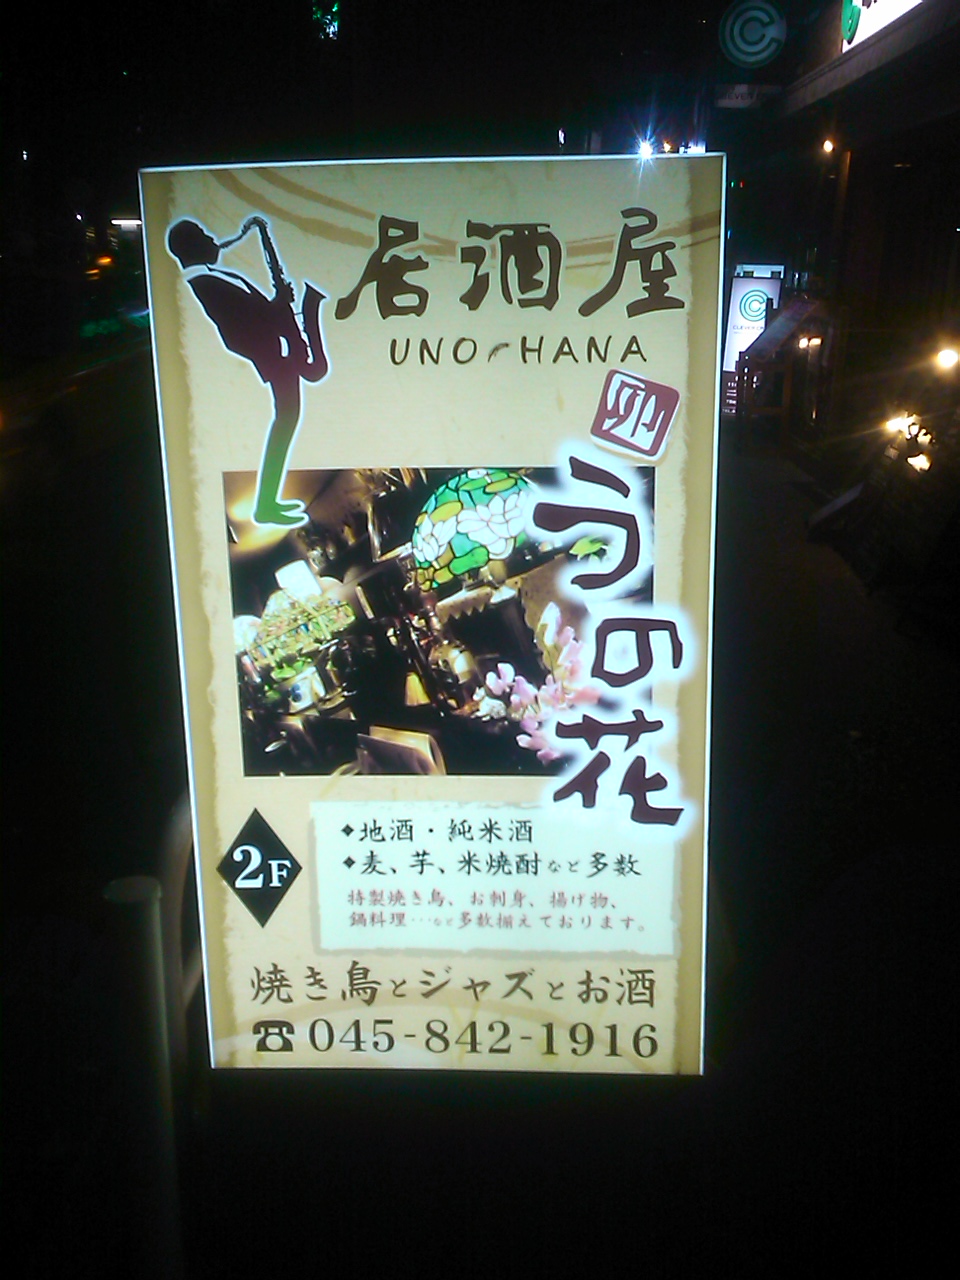 居酒屋
UNO-HANA
卯
うの花
2F
◆地酒・純米酒
◆麦、芋、米焼酎など多数
特製焼き鳥、お刺身、揚げ物、
鍋料理…など多数揃えております。
焼き鳥とジャズとお酒
☎045-842-1916